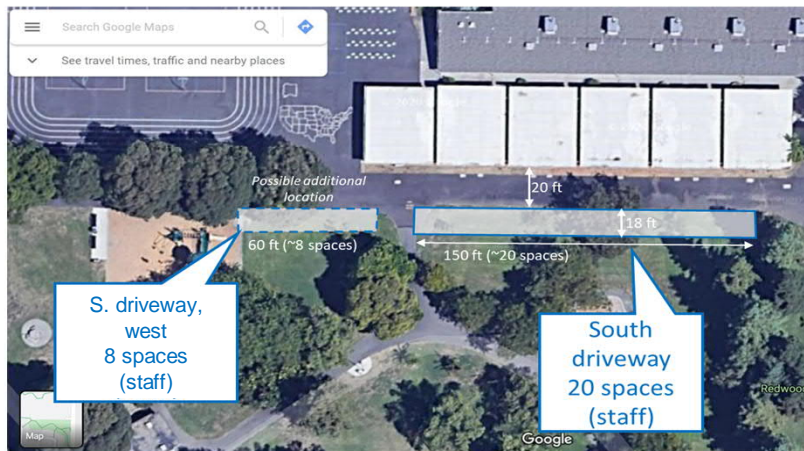 Search Google Maps
See travel times, traffic and nearby places
Possible additional
location
20 ft
18 ft
60 ft (~8 spaces)
150 ft (~20 spaces)
S. driveway,
west
8 spaces
(staff)
South
driveway
20 spaces
(staff)
Map
Google